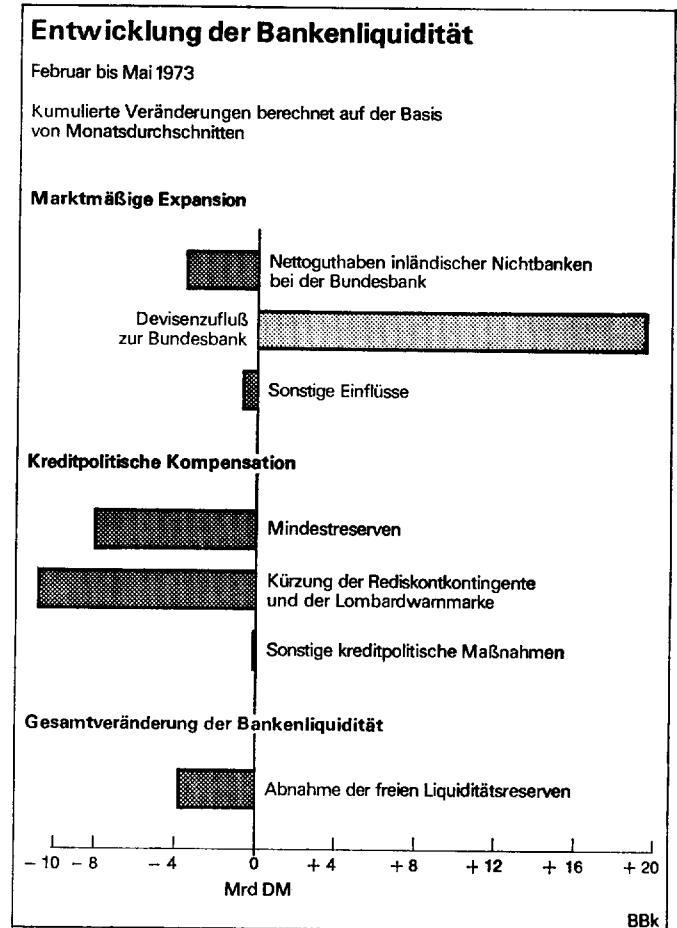 Entwicklung der Bankenliquidität
Februar bis Mai 1973
Kumulierte Veränderungen berechnet auf der Basis
von Monatsdurchschnitten
Marktmäßige Expansion
Nettoguthaben inländischer Nichtbanken
bei der Bundesbank
Devisenzufluß
zur Bundesbank
Sonstige Einflüsse
Kreditpolitische Kompensation
Mindestreserven
Kürzung der Rediskontkontingente
und der Lombardwarnmarke
Sonstige kreditpolitische Maßnahmen
Gesamtveränderung der Bankenliquidität
Abnahme der freien Liquiditätsreserven
− 10 − 8 − 4 0 + 4 + 8 + 12 + 16 + 20
Mrd DM
BBk